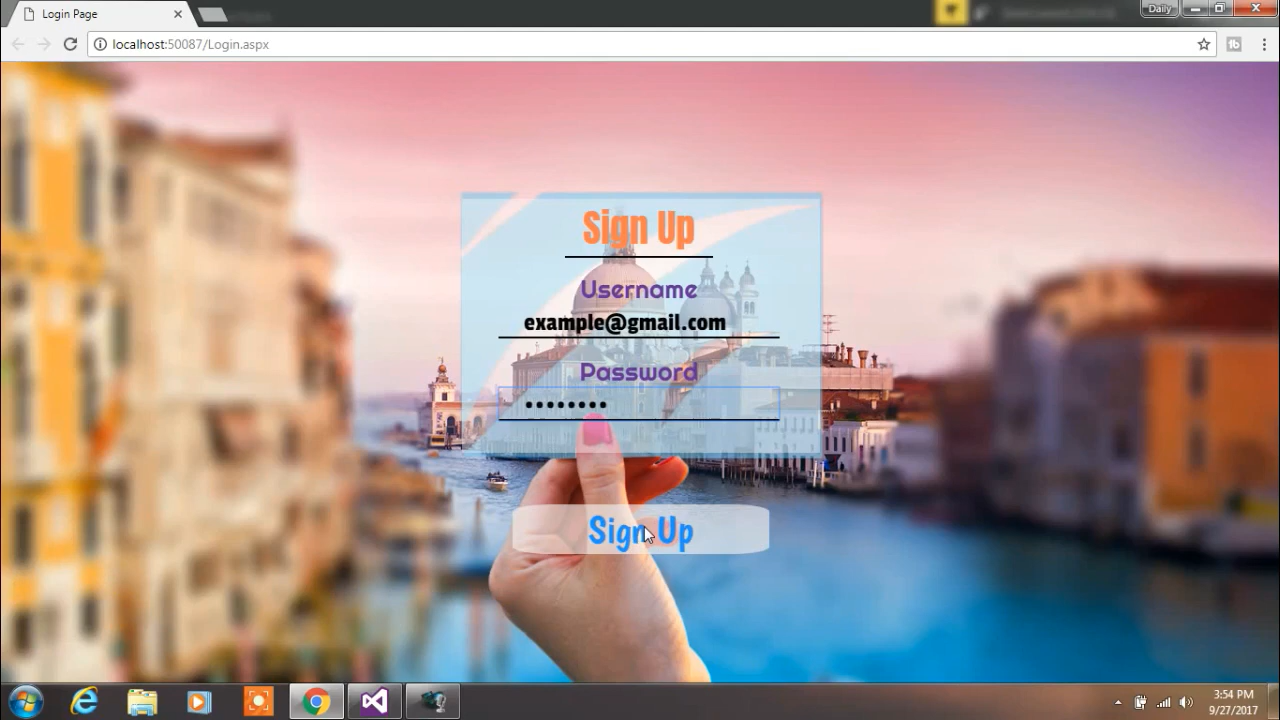 Login Page
Daily
localhost:50087/Login.aspx
Sign Up
Username
example@gmail.com
Password
••••••••
Sign Up
3:54 PM
9/27/2017